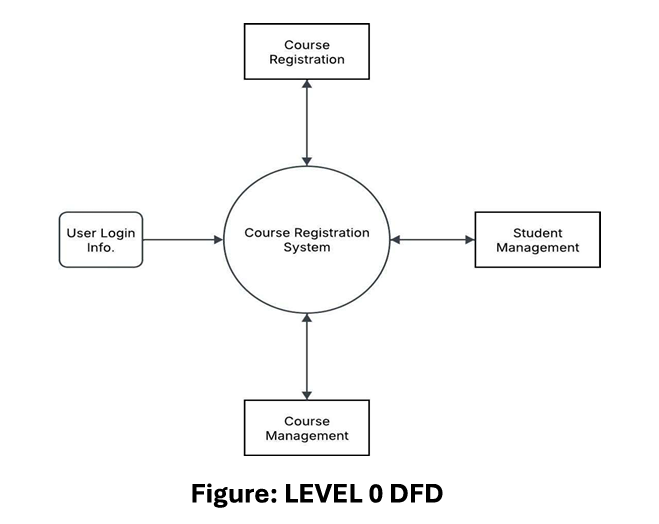 Course
Registration
User Login
Info.
Course Registration
System
Student
Management
Course
Management
Figure: LEVEL 0 DFD